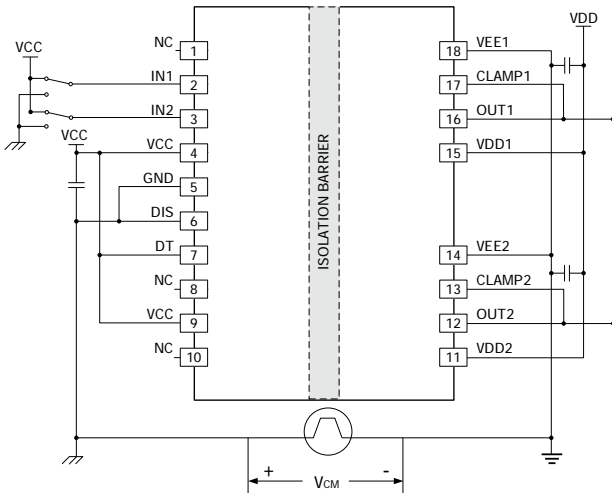 VCC
NC 1
IN1 2
IN2 3
VCC
VCC 4
GND 5
DIS 6
DT 7
NC 8
VCC 9
NC 10
ISOLATION BARRIER
VDD
18 VEE1
17 CLAMP1
16 OUT1
15 VDD1
14 VEE2
13 CLAMP2
12 OUT2
11 VDD2
+ VCM -